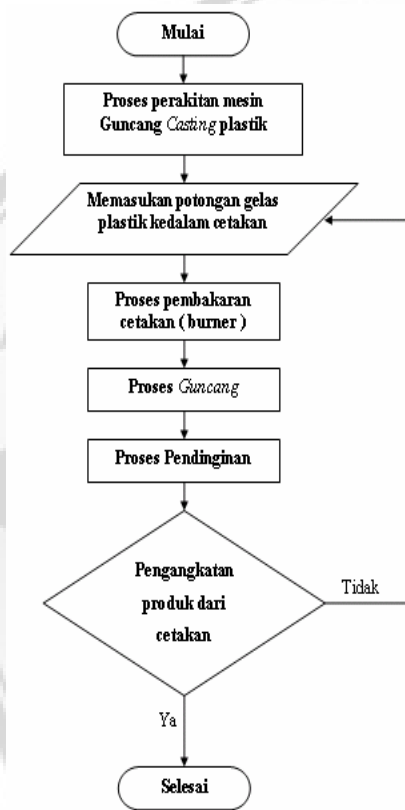 Mulai
Proses perakitan mesin
Guncang Casting plastik
Memasukan potongan gelas
plastik kedalam cetakan
Proses pembakaran
cetakan ( burner )
Proses Guncang
Proses Pendinginan
Pengangkatan
produk dari
cetakan
Tidak
Ya
Selesai